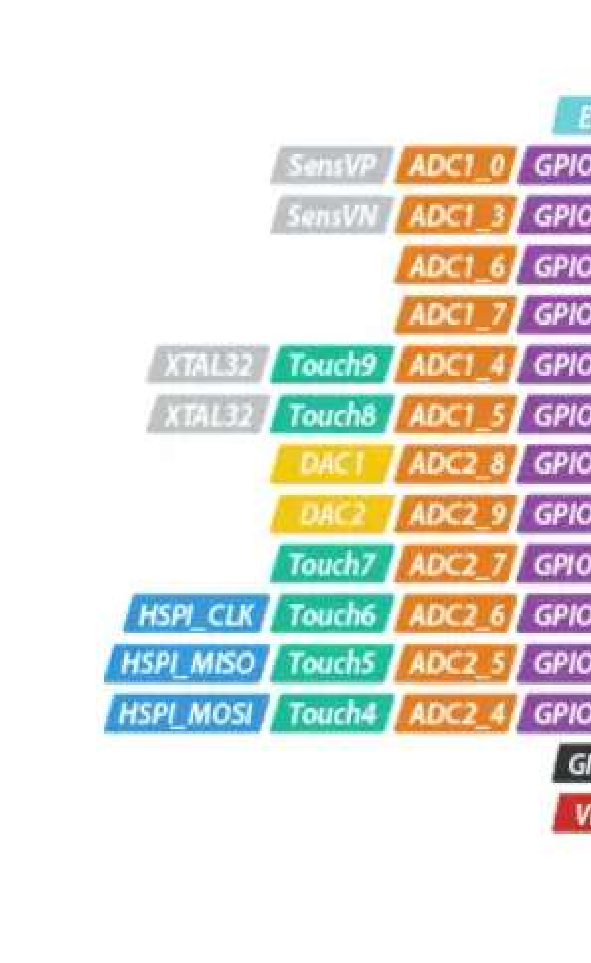 E
SensVP ADC1_0 GPIO
SensVN ADC1_3 GPIO
ADC1_6 GPIO
ADC1_7 GPIO
XTAL32 Touch9 ADC1_4 GPIO
XTAL32 Touch8 ADC1_5 GPIO
DAC1 ADC2_8 GPIO
DAC2 ADC2_9 GPIO
Touch7 ADC2_7 GPIO
HSPI_CLK Touch6 ADC2_6 GPIO
HSPI_MISO Touch5 ADC2_5 GPIO
HSPI_MOSI Touch4 ADC2_4 GPIO
G
V